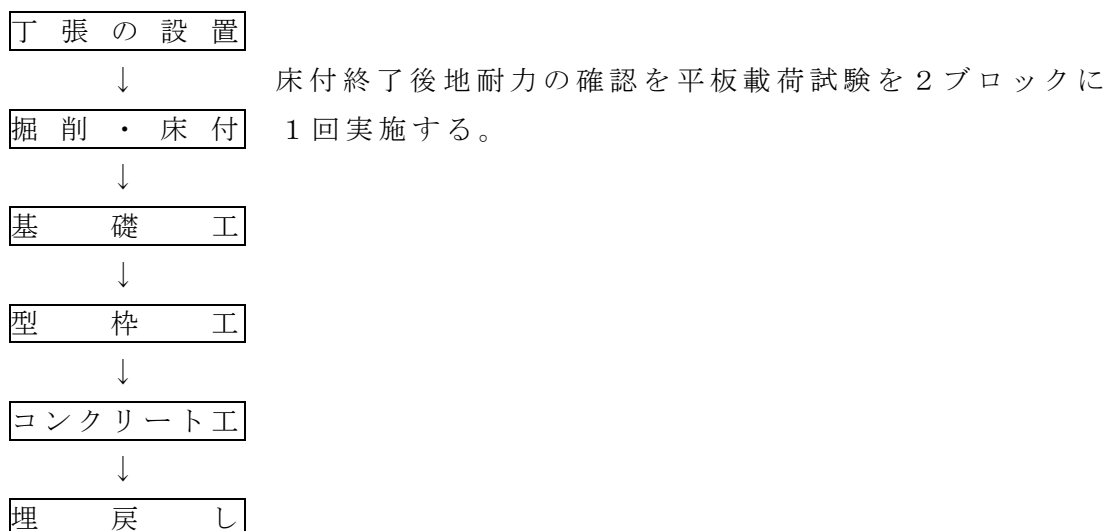 丁張の設置
↓
床付終了後地耐力の確認を平板載荷試験を２ブロックに
掘削・床付
１回実施する。
↓
基礎工
↓
型枠工
↓
コンクリート工
↓
埋戻し